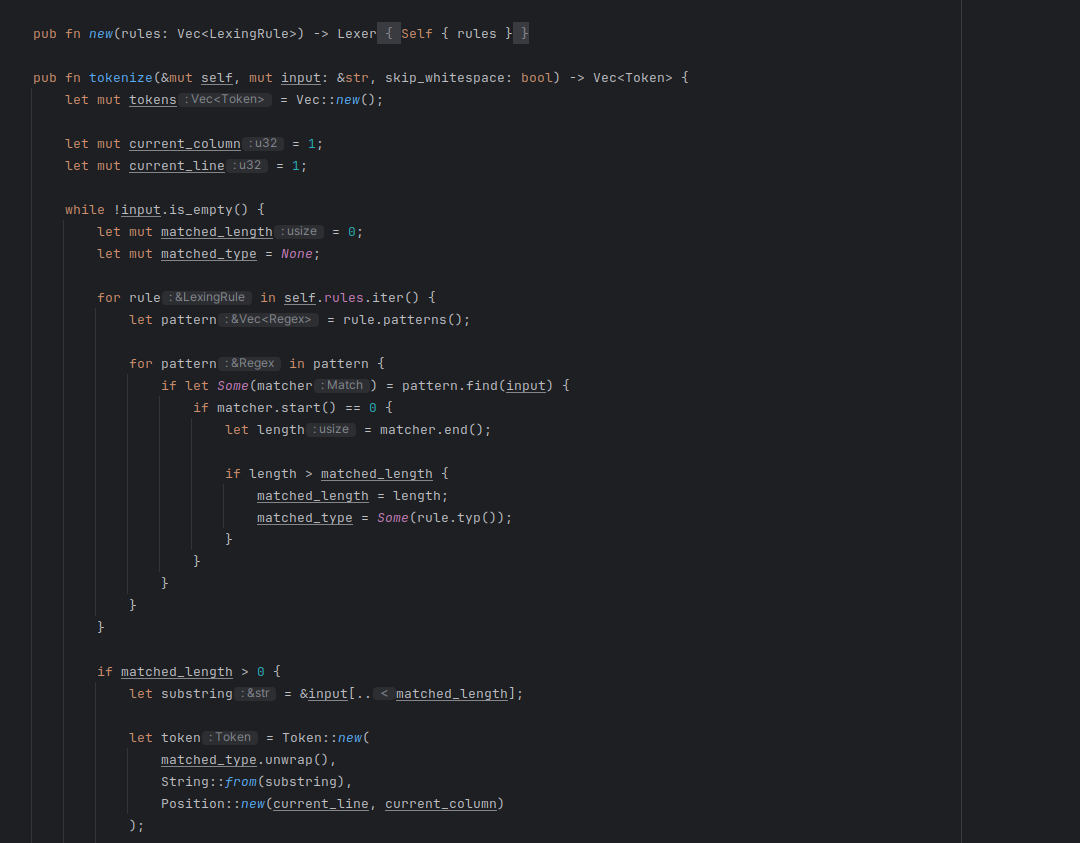 pub fn new(rules: Vec<LexingRule>) -> Lexer { Self { rules } }
pub fn tokenize(&mut self, mut input: &str, skip_whitespace: bool) -> Vec<Token> {
let mut tokens : Vec<Token> = Vec::new();
let mut current_column : u32 = 1;
let mut current_line : u32 = 1;
while !input.is_empty() {
let mut matched_length : usize = 0;
let mut matched_type = None;
for rule : &LexingRule in self.rules.iter() {
let pattern : &Vec<Regex> = rule.patterns();
for pattern : &Regex in pattern {
if let Some(matcher : Match ) = pattern.find(input) {
if matcher.start() == 0 {
let length : usize = matcher.end();
if length > matched_length {
matched_length = length;
matched_type = Some(rule.typ());
}
}
}
}
}
if matched_length > 0 {
let substring : &str = &input[.. < matched_length];
let token : Token = Token::new(
matched_type.unwrap(),
String::from(substring),
Position::new(current_line, current_column)
);